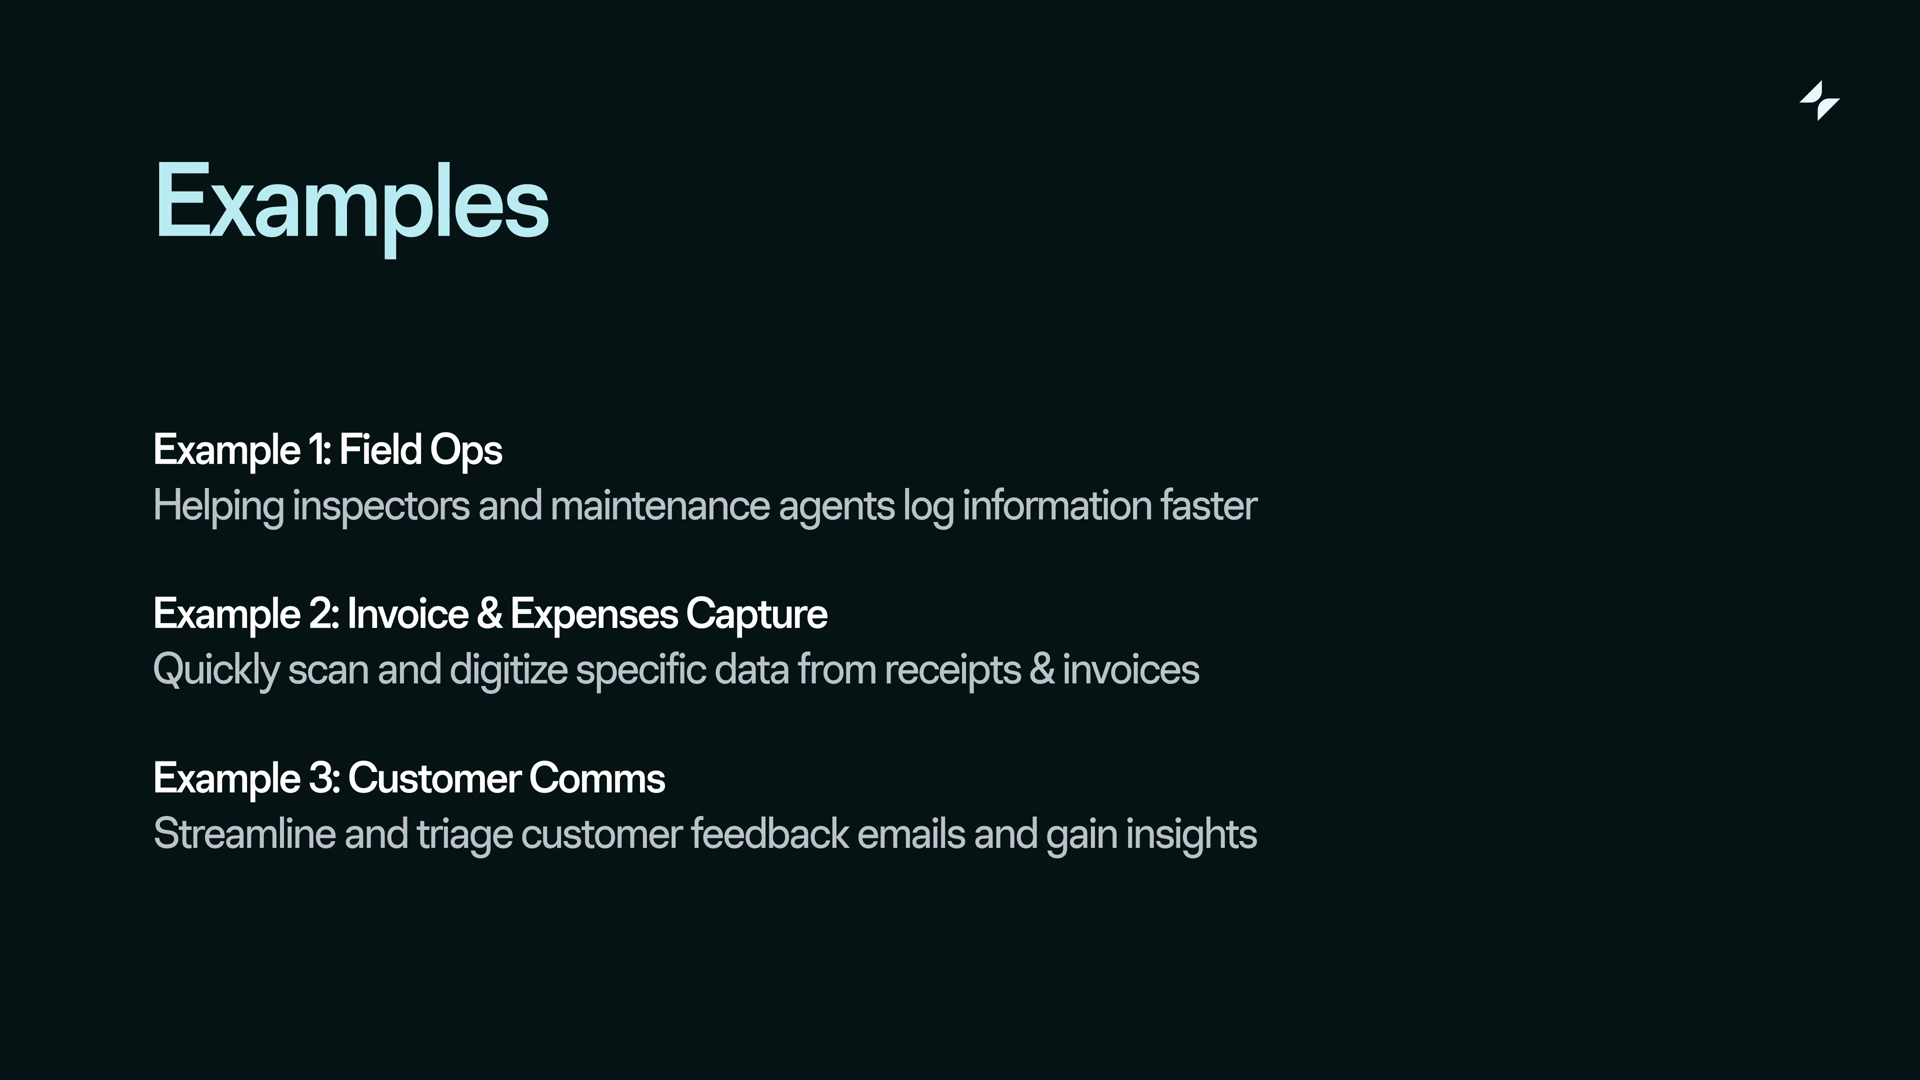 Examples
Example 1: Field Ops
Helping inspectors and maintenance agents log information faster
Example 2: Invoice & Expenses Capture
Quickly scan and digitize specific data from receipts & invoices
Example 3: Customer Comms
Streamline and triage customer feedback emails and gain insights